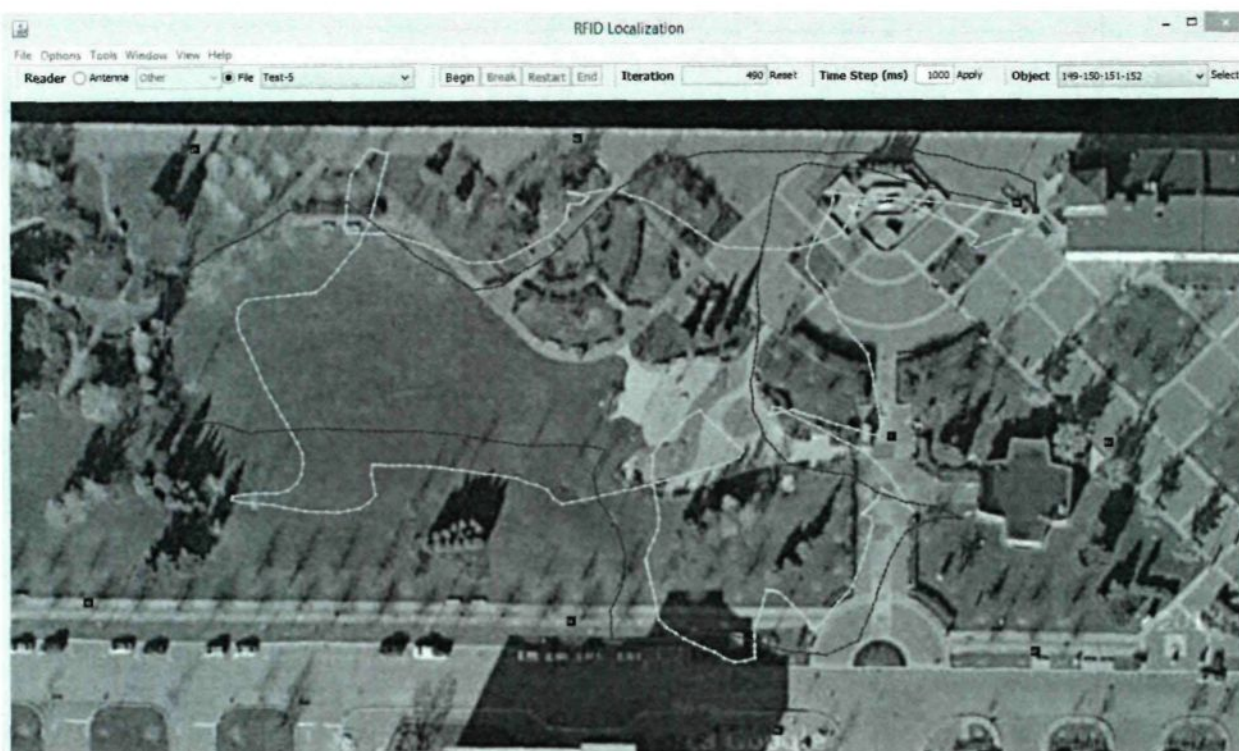 RFID Localization
File Options Tools Window View Help
Reader Antenna Other File Test-5 Begin Break Restart End Iteration 490 Reset Time Step (ms) 1000 Apply Object 149-150-151-152 Select